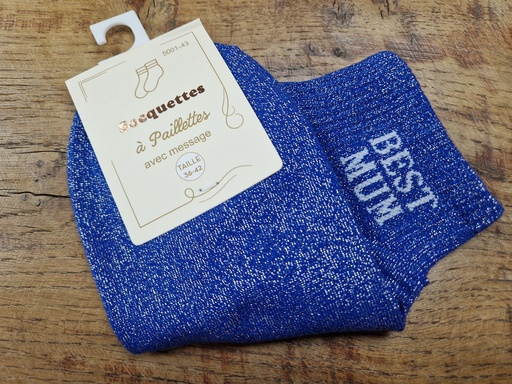 5001-43
Socquettes
à Paillettes
avec message
TAILLE
36-42
BEST
MUM